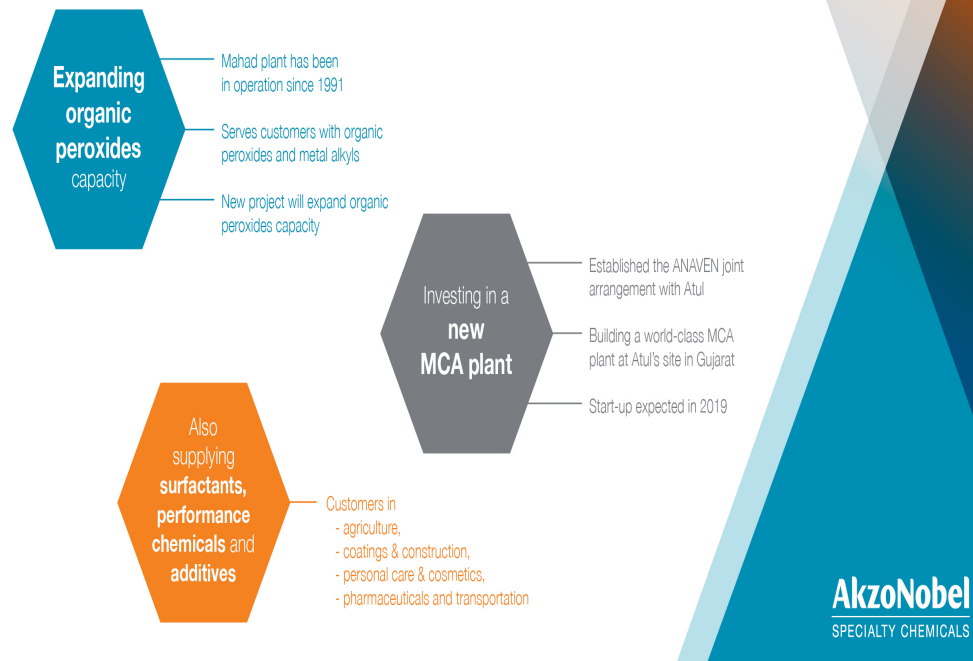 Expanding
organic
peroxides
capacity
Mahad plant has been
in operation since 1991
Serves customers with organic
peroxides and metal alkyls
New project will expand organic
peroxides capacity
Investing in a
new
MCA plant
Established the ANAVEN joint
arrangement with Atul
Building a world-class MCA
plant at Atul's site in Gujarat
Start-up expected in 2019
Also
supplying
surfactants,
performance
chemicals and
additives
Customers in
- agriculture,
- coatings & construction,
- personal care & cosmetics,
- pharmaceuticals and transportation
AkzoNobel
SPECIALTY CHEMICALS